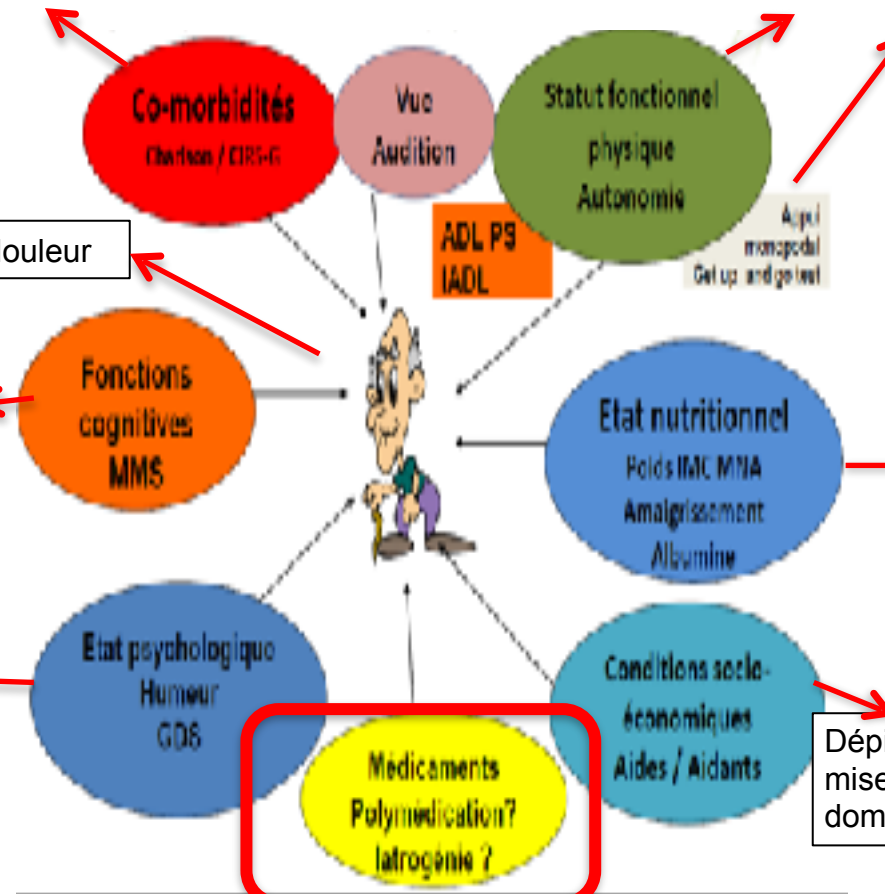 Co-morbidités
Charlson / CIRS-G
Vue
Audition
Statut fonctionnel
physique
Autonomie
ADL PS
IADL
Appui
monopodal
Get up and go test
douleur
Fonctions
cognitives
MMS
Etat nutritionnel
Poids IMC MNA
Amaigrissement
Albumine
Etat psychologique
Humeur
GDS
Conditions socio-
économiques
Aides / Aidants
Dépi
mise
dom
Médicaments
Polymédication?
Iatrogénie ?